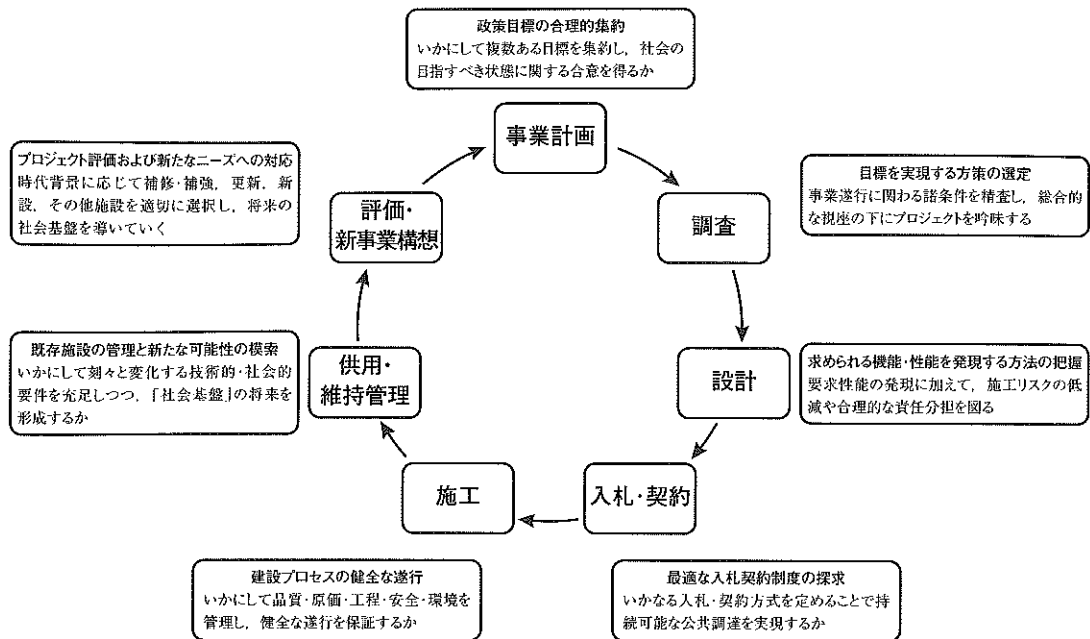 政策目標の合理的集約
いかにして複数ある目標を集約し，社会の
目指すべき状態に関する合意を得るか
事業計画
目標を実現する方策の選定
事業遂行に関わる諸条件を精査し，総合的
な視座の下にプロジェクトを吟味する
調査
求められる機能・性能を発現する方法の把握
要求性能の発現に加えて，施工リスクの低
減や合理的な責任分担を図る
設計
入札・契約
最適な入札契約制度の探求
いかなる入札・契約方式を定めることで持
続可能な公共調達を実現するか
施工
建設プロセスの健全な遂行
いかにして品質・原価・工程・安全・環境を
管理し，健全な遂行を保証するか
供用・
維持管理
既存施設の管理と新たな可能性の模索
いかにして刻々と変化する技術的・社会的
要件を充足しつつ，「社会基盤」の将来を
形成するか
評価・
新事業構想
プロジェクト評価および新たなニーズへの対応
時代背景に応じて補修・補強，更新，新
設，その他施設を適切に選択し，将来の
社会基盤を導いていく